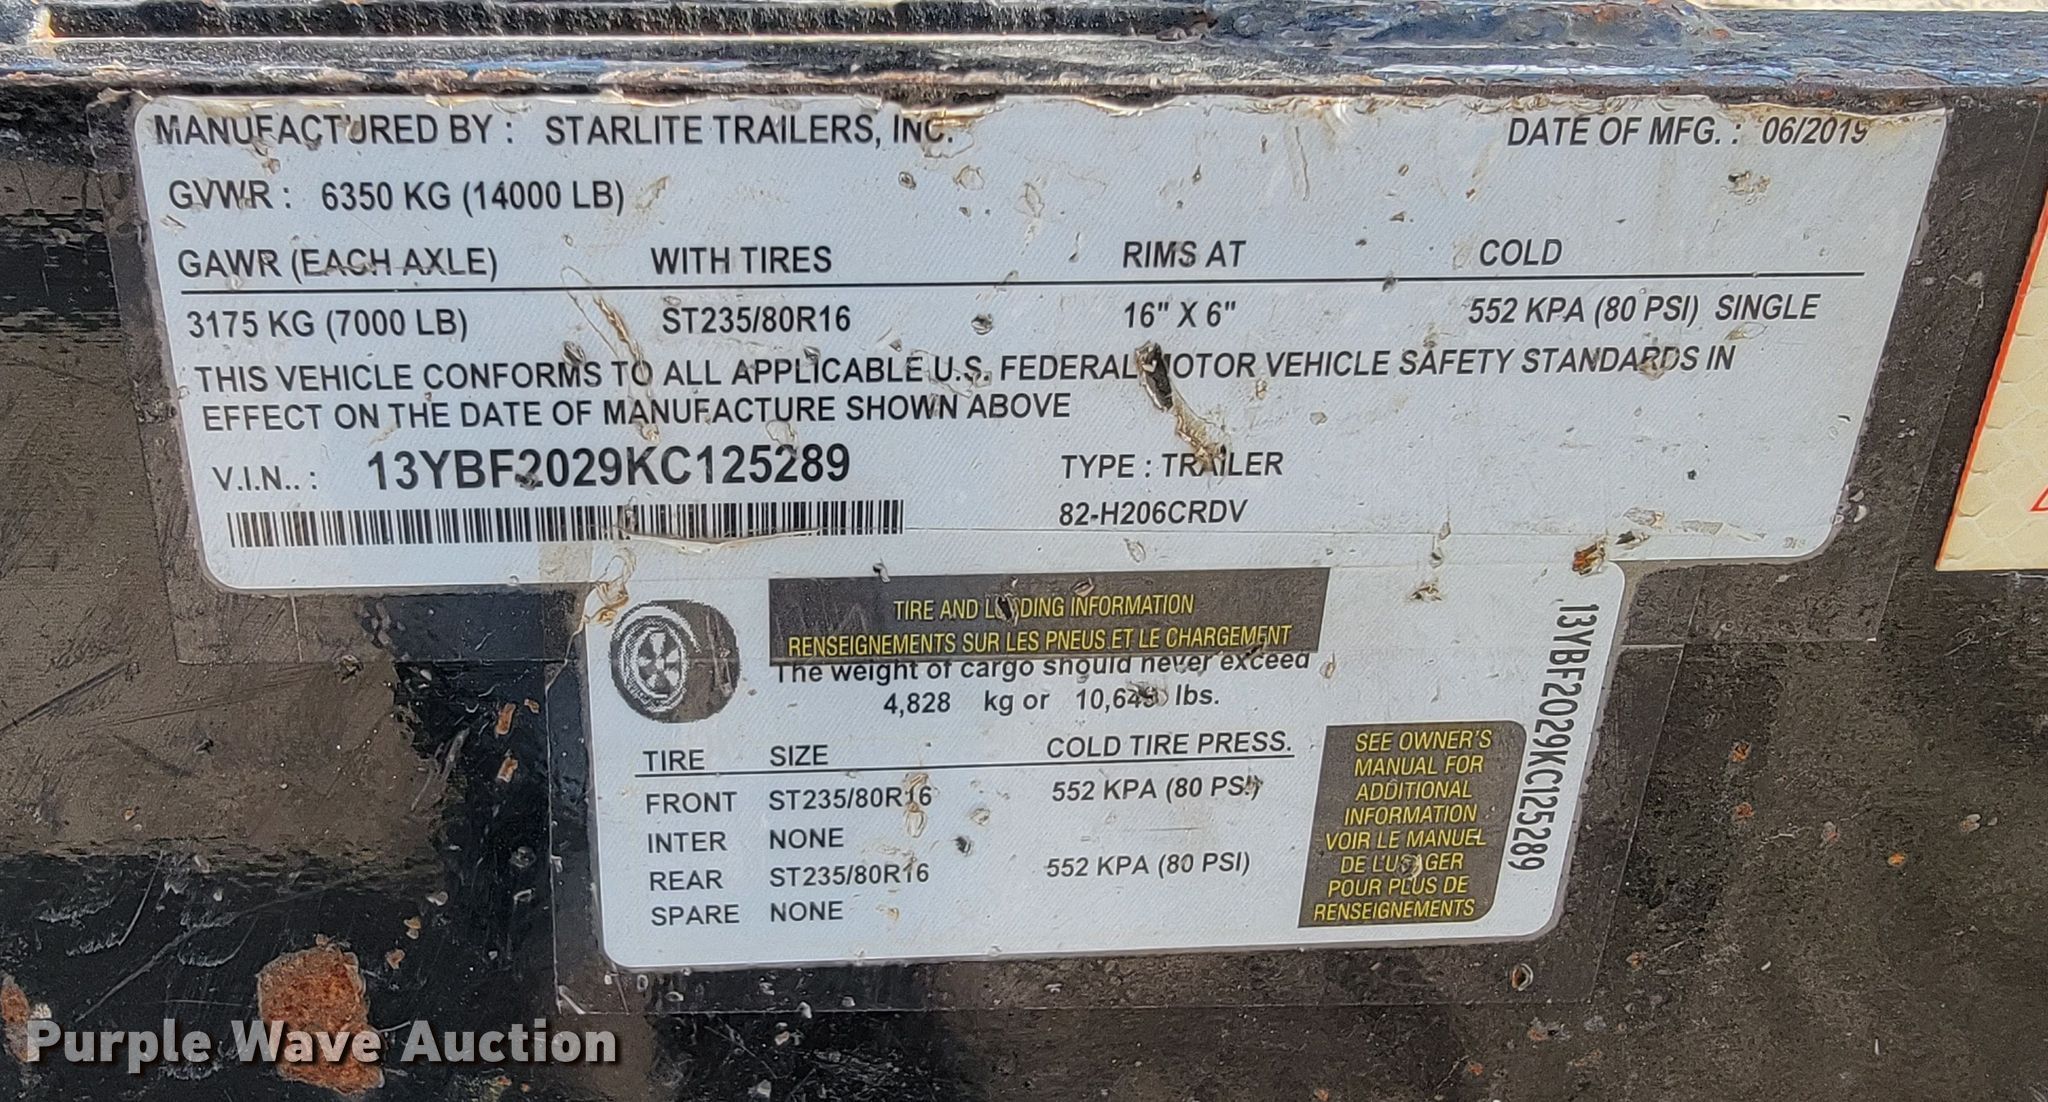 MANUFACTURED BY : STARLITE TRAILERS, INC. DATE OF MFG. : 06/2019
GVWR : 6350 KG (14000 LB)
GAWR (EACH AXLE) WITH TIRES RIMS AT COLD
3175 KG (7000 LB) ST235/80R16 16" X 6" 552 KPA (80 PSI) SINGLE
THIS VEHICLE CONFORMS TO ALL APPLICABLE U.S. FEDERAL MOTOR VEHICLE SAFETY STANDARDS IN
EFFECT ON THE DATE OF MANUFACTURE SHOWN ABOVE
V.I.N.. : 13YBF2029KC125289 TYPE : TRAILER
82-H206CRDV
TIRE AND LOADING INFORMATION
RENSEIGNEMENTS SUR LES PNEUS ET LE CHARGEMENT
The weight of cargo should never exceed
4,828 kg or lbs.
TIRE SIZE COLD TIRE PRESS.
FRONT ST235/80R16 552 KPA (80 PSI)
INTER NONE
REAR ST235/80R16 552 KPA (80 PSI)
SPARE NONE
SEE OWNER'S
MANUAL FOR
ADDITIONAL
INFORMATION
VOIR LE MANUEL
DE L'USAGER
POUR PLUS DE
RENSEIGNEMENTS
13YBF2029KC125289
Purple Wave Auction